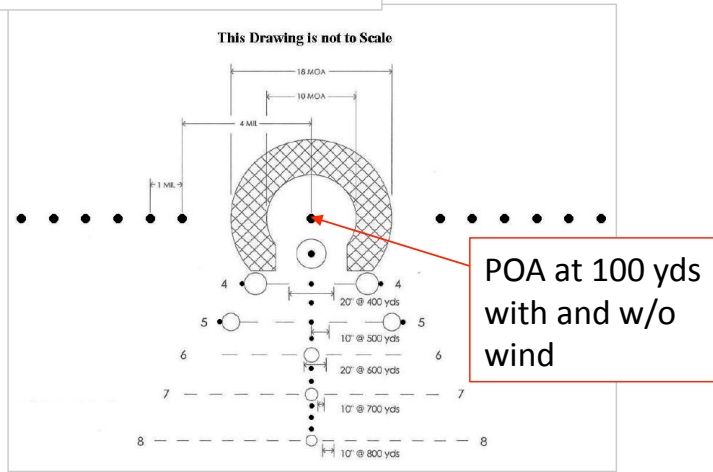 This Drawing is not to Scale
18 MOA
10 MOA
4 MIL
1 MIL
POA at 100 yds
with and w/o
wind
4 4
20" @ 400 yds
5 5
10" @ 500 yds
6 6
20" @ 600 yds
7 7
10" @ 700 yds
8 8
10" @ 800 yds